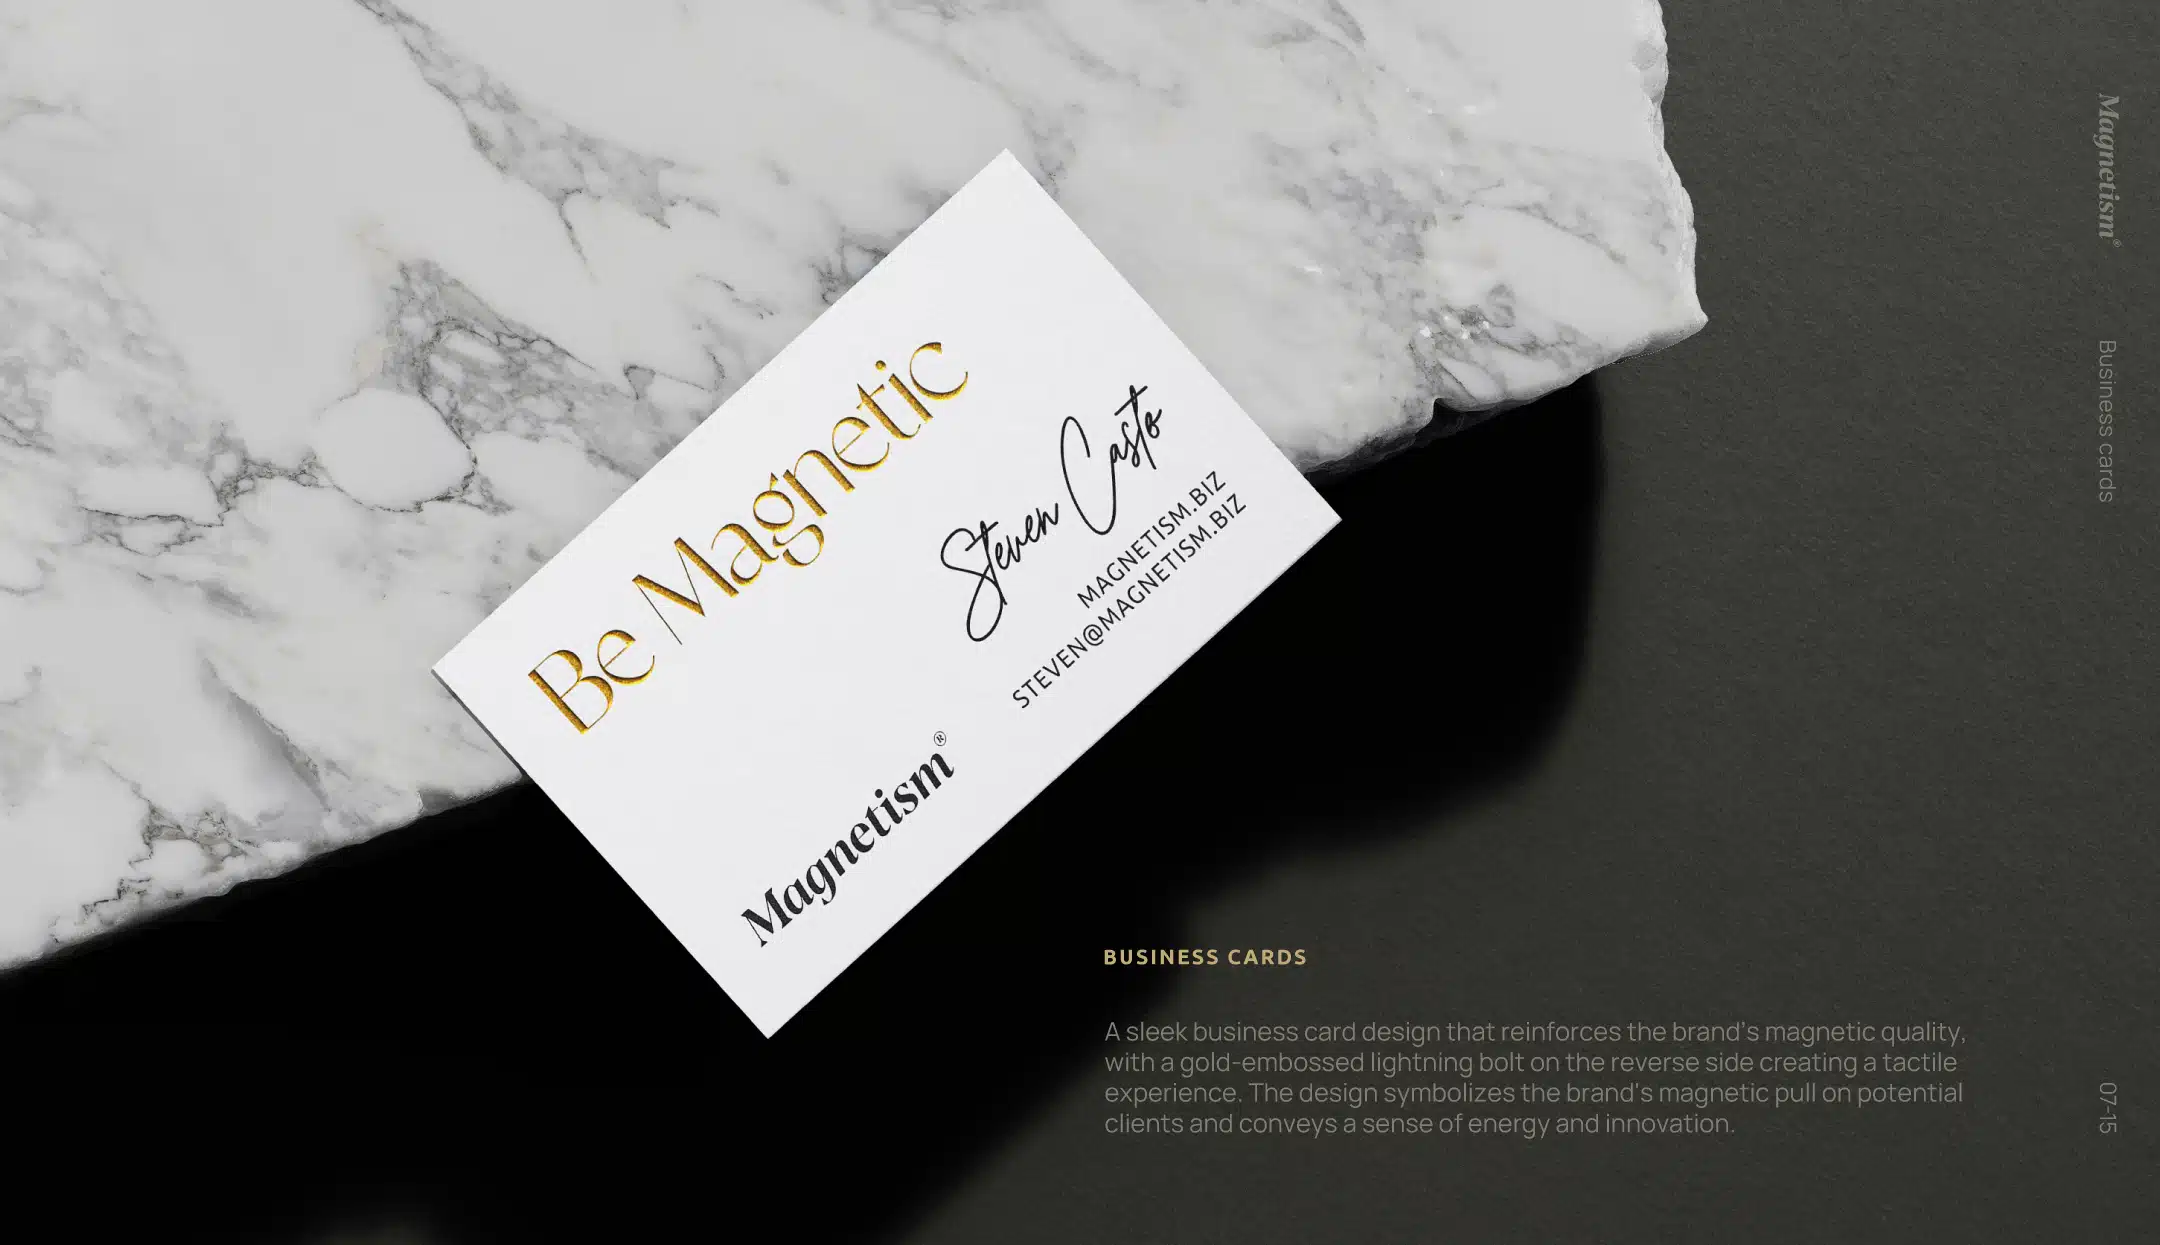 Be Magnetic
Steven Casto
MAGNETISM.BIZ
STEVEN@MAGNETISM.BIZ
Magnetism®
BUSINESS CARDS
A sleek business card design that reinforces the brand's magnetic quality,
with a gold-embossed lightning bolt on the reverse side creating a tactile
experience. The design symbolizes the brand's magnetic pull on potential
clients and conveys a sense of energy and innovation.
Magnetism®
Business cards
07-15